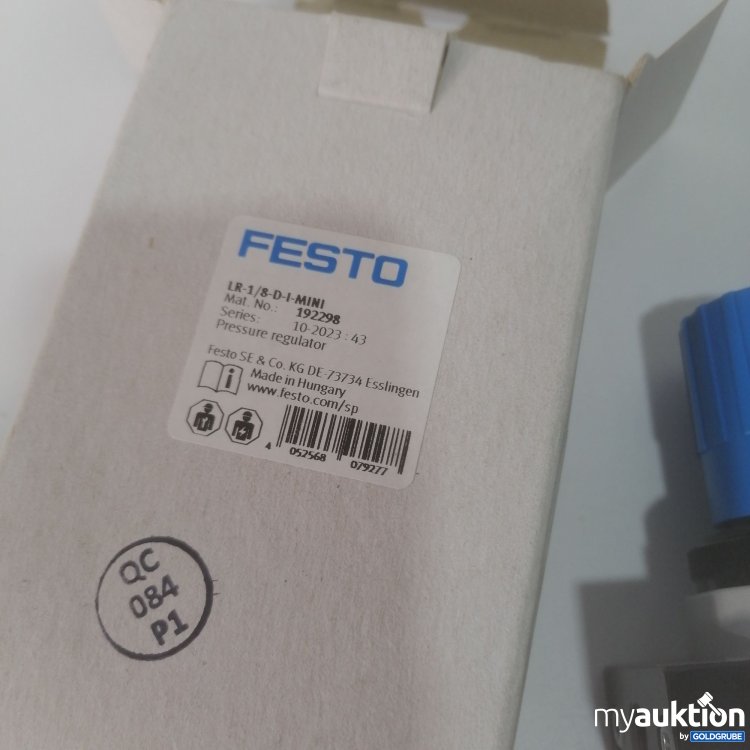 FESTO
LR-1/8-D-I-MINI
Mat. No.: 192298
Series: 10-2023 : 43
Pressure regulator
Festo SE & Co. KG DE-73734 Esslingen
Made in Hungary
www.festo.com/sp
4 052568 079277
QC
084
P1
myauktion
by GOLDGRUBE